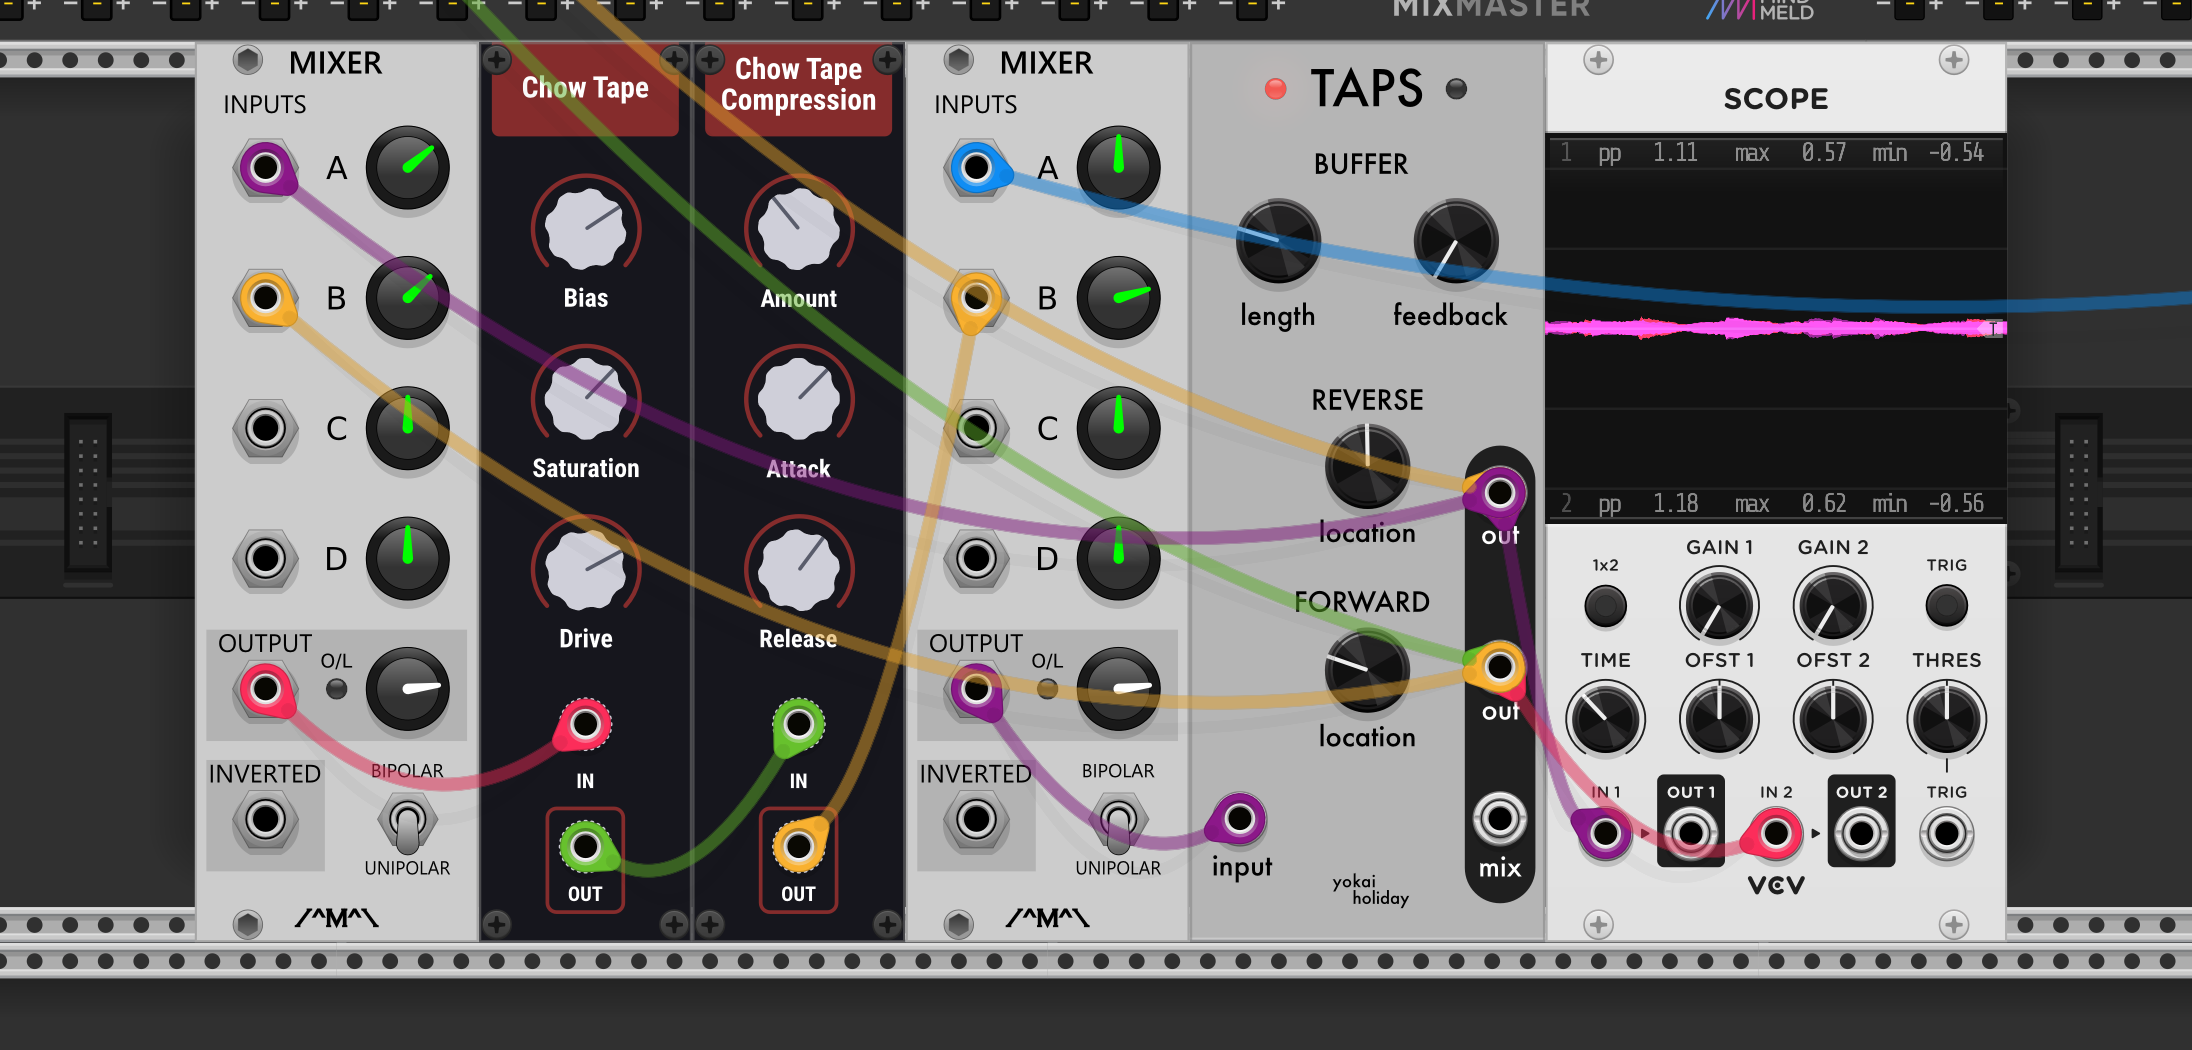 MIXMASTER
MIND
MELD
MIXER
INPUTS
A
B
C
D
OUTPUT
O/L
INVERTED
BIPOLAR
UNIPOLAR
/^M^\
Chow Tape
Bias
Saturation
Drive
IN
OUT
Chow Tape
Compression
Amount
Attack
Release
IN
OUT
MIXER
INPUTS
A
B
C
D
OUTPUT
O/L
INVERTED
BIPOLAR
UNIPOLAR
/^M^\
TAPS
BUFFER
length
feedback
REVERSE
location
out
FORWARD
location
out
input
mix
yokai
holiday
SCOPE
1 pp 1.11 max 0.57 min -0.54
T
2 pp 1.18 max 0.62 min -0.56
1x2
GAIN 1
GAIN 2
TRIG
TIME
OFST 1
OFST 2
THRES
IN 1
OUT 1
IN 2
OUT 2
TRIG
VCV